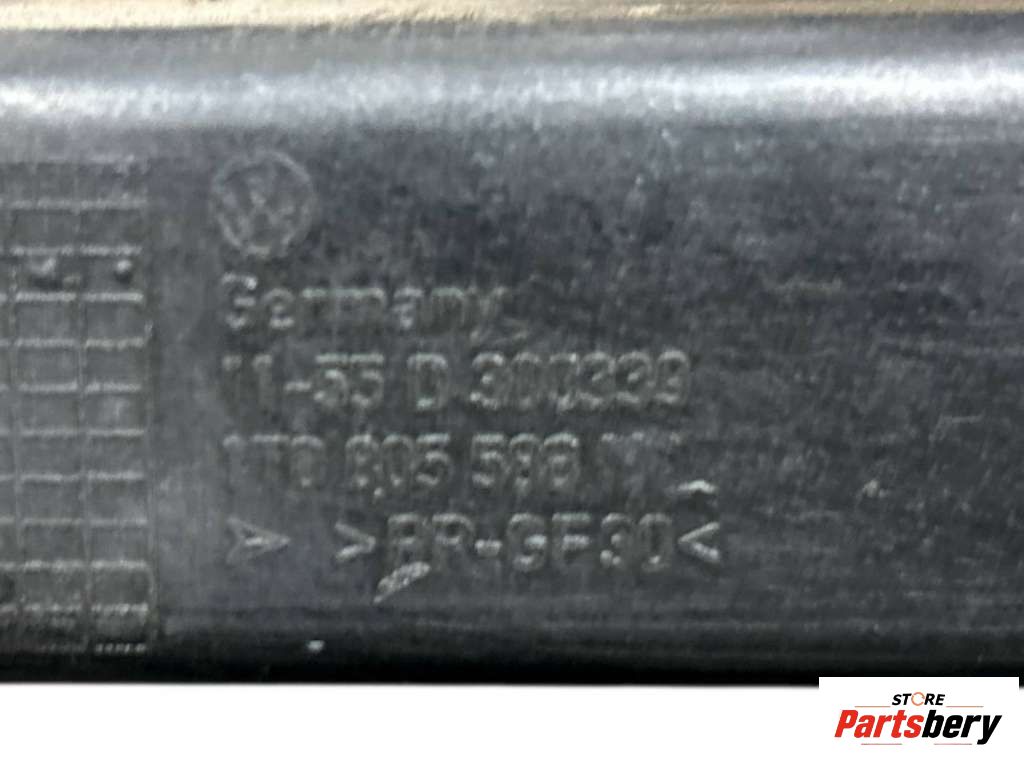 Germany
11-55 D 300339
1T0 805 588
>PP-GF30<
STORE
Partsbery